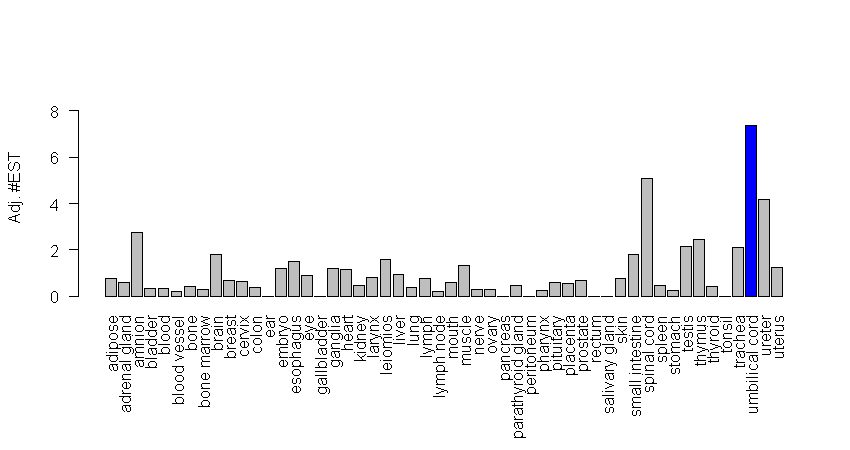 Adj. #EST
8
6
4
2
0
adipose
adrenal gland
amnion
bladder
blood
blood vessel
bone
bone marrow
brain
breast
cervix
colon
ear
embryo
esophagus
eye
gallbladder
ganglia
heart
kidney
larynx
leiomios
liver
lung
lymph
lymph node
mouth
muscle
nerve
ovary
pancreas
parathyroid gland
peritoneum
pharynx
pituitary
placenta
prostate
rectum
salivary gland
skin
small intestine
spinal cord
spleen
stomach
testis
thymus
thyroid
tonsil
trachea
umbilical cord
ureter
uterus